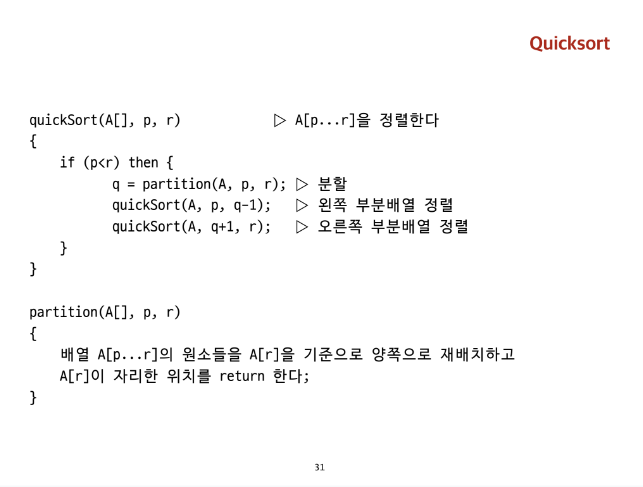 Quicksort
quickSort(A[], p, r) ▷ A[p...r]을 정렬한다
{
if (p<r) then {
q = partition(A, p, r); ▷ 분할
quickSort(A, p, q-1); ▷ 왼쪽 부분배열 정렬
quickSort(A, q+1, r); ▷ 오른쪽 부분배열 정렬
}
}
partition(A[], p, r)
{
배열 A[p...r]의 원소들을 A[r]을 기준으로 양쪽으로 재배치하고
A[r]이 자리한 위치를 return 한다;
}
31